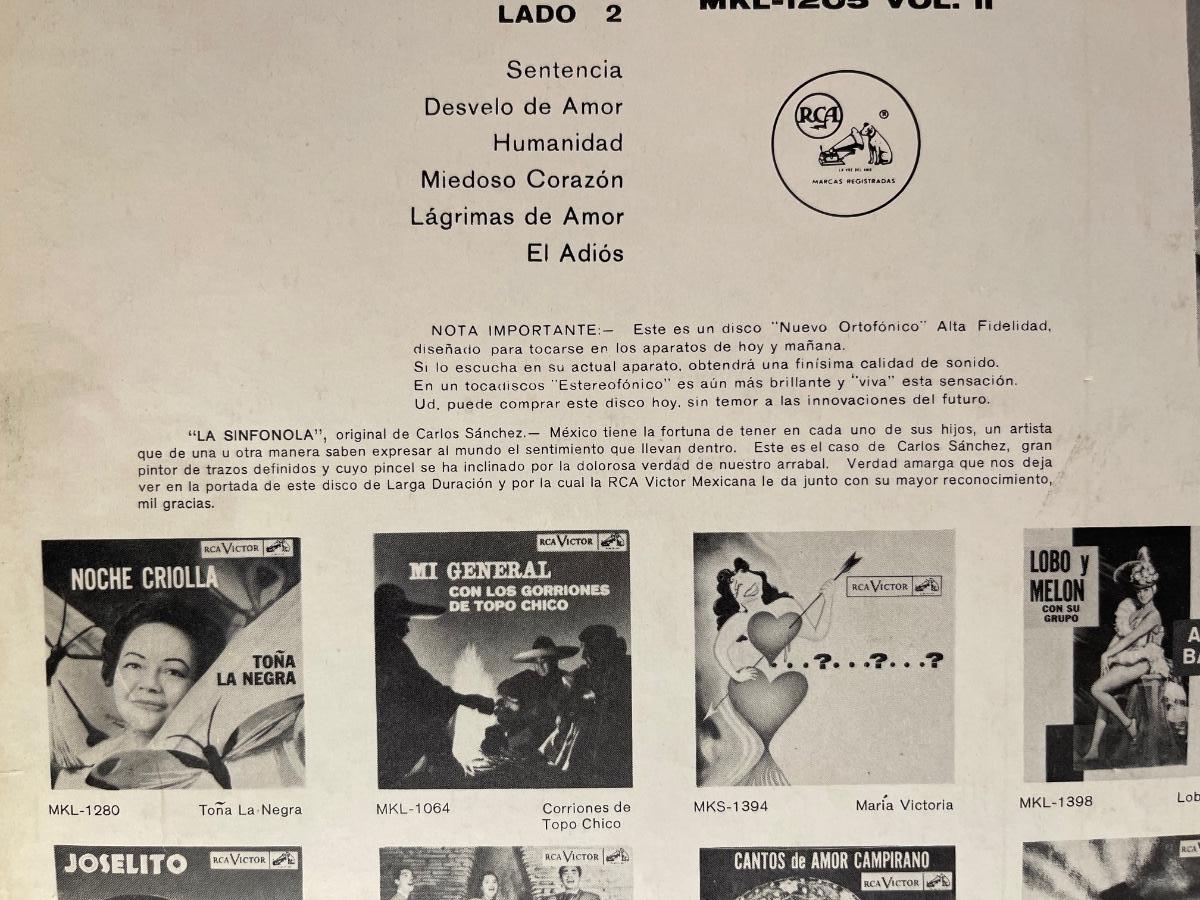 LADO 2
MKL-1205 VOL. II
Sentencia
Desvelo de Amor
Humanidad
Miedoso Corazón
Lágrimas de Amor
El Adiós
RCA
®
LA VOZ DEL AMO
MARCAS REGISTRADAS
NOTA IMPORTANTE:— Este es un disco "Nuevo Ortofónico" Alta Fidelidad,
diseñado para tocarse en los aparatos de hoy y mañana.
Si lo escucha en su actual aparato, obtendrá una finísima calidad de sonido.
En un tocadiscos "Estereofónico" es aún más brillante y "viva" esta sensación.
Ud. puede comprar este disco hoy, sin temor a las innovaciones del futuro.
"LA SINFONOLA", original de Carlos Sánchez.— México tiene la fortuna de tener en cada uno de sus hijos, un artista
que de una u otra manera saben expresar al mundo el sentimiento que llevan dentro. Este es el caso de Carlos Sánchez, gran
pintor de trazos definidos y cuyo pincel se ha inclinado por la dolorosa verdad de nuestro arrabal. Verdad amarga que nos deja
ver en la portada de este disco de Larga Duración y por la cual la RCA Victor Mexicana le da junto con su mayor reconocimiento,
mil gracias.
RCA VICTOR
NOCHE CRIOLLA
TOÑA
LA NEGRA
MKL-1280 Toña La Negra
RCA VICTOR
MI GENERAL
CON LOS GORRIONES
DE TOPO CHICO
MKL-1064 Corriones de
Topo Chico
RCA VICTOR
...?...?...?
MKS-1394 María Victoria
LOBO y
MELON
CON SU
GRUPO
A
BA
MKL-1398 Lob
JOSELITO
RCA VICTOR
RCA VICTOR
CANTOS de AMOR CAMPIRANO
RCA VICTOR
RCA